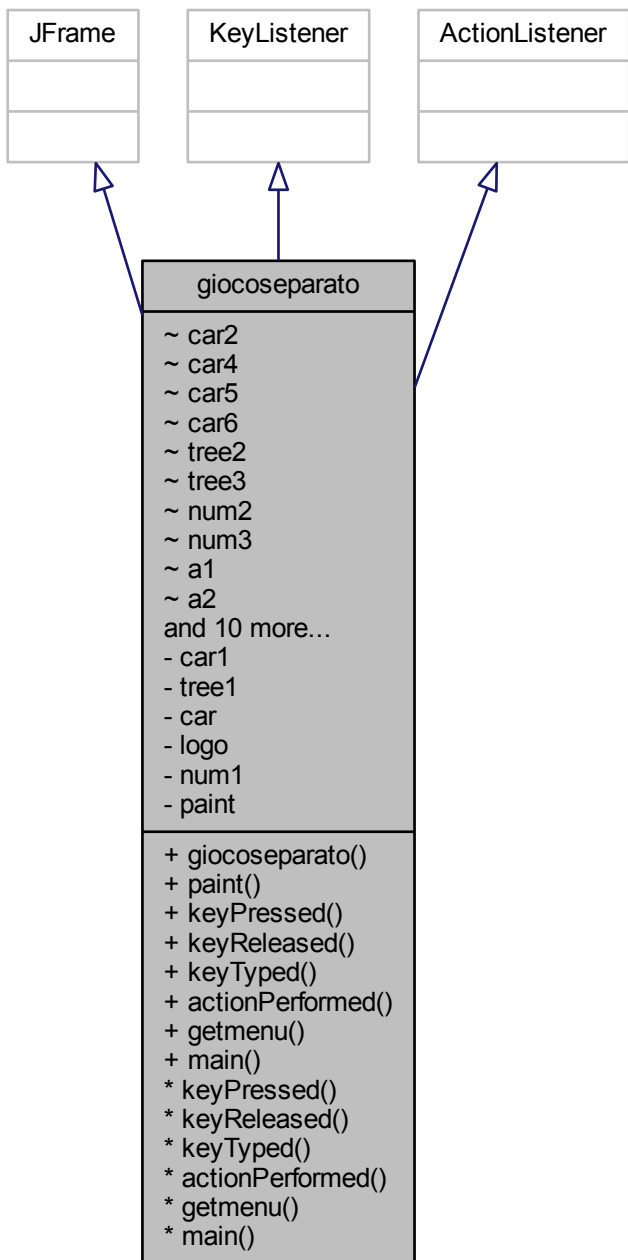 JFrame
KeyListener
ActionListener
giocoseparato
~ car2
~ car4
~ car5
~ car6
~ tree2
~ tree3
~ num2
~ num3
~ a1
~ a2
and 10 more...
- car1
- tree1
- car
- logo
- num1
- paint
+ giocoseparato()
+ paint()
+ keyPressed()
+ keyReleased()
+ keyTyped()
+ actionPerformed()
+ getmenu()
+ main()
* keyPressed()
* keyReleased()
* keyTyped()
* actionPerformed()
* getmenu()
* main()